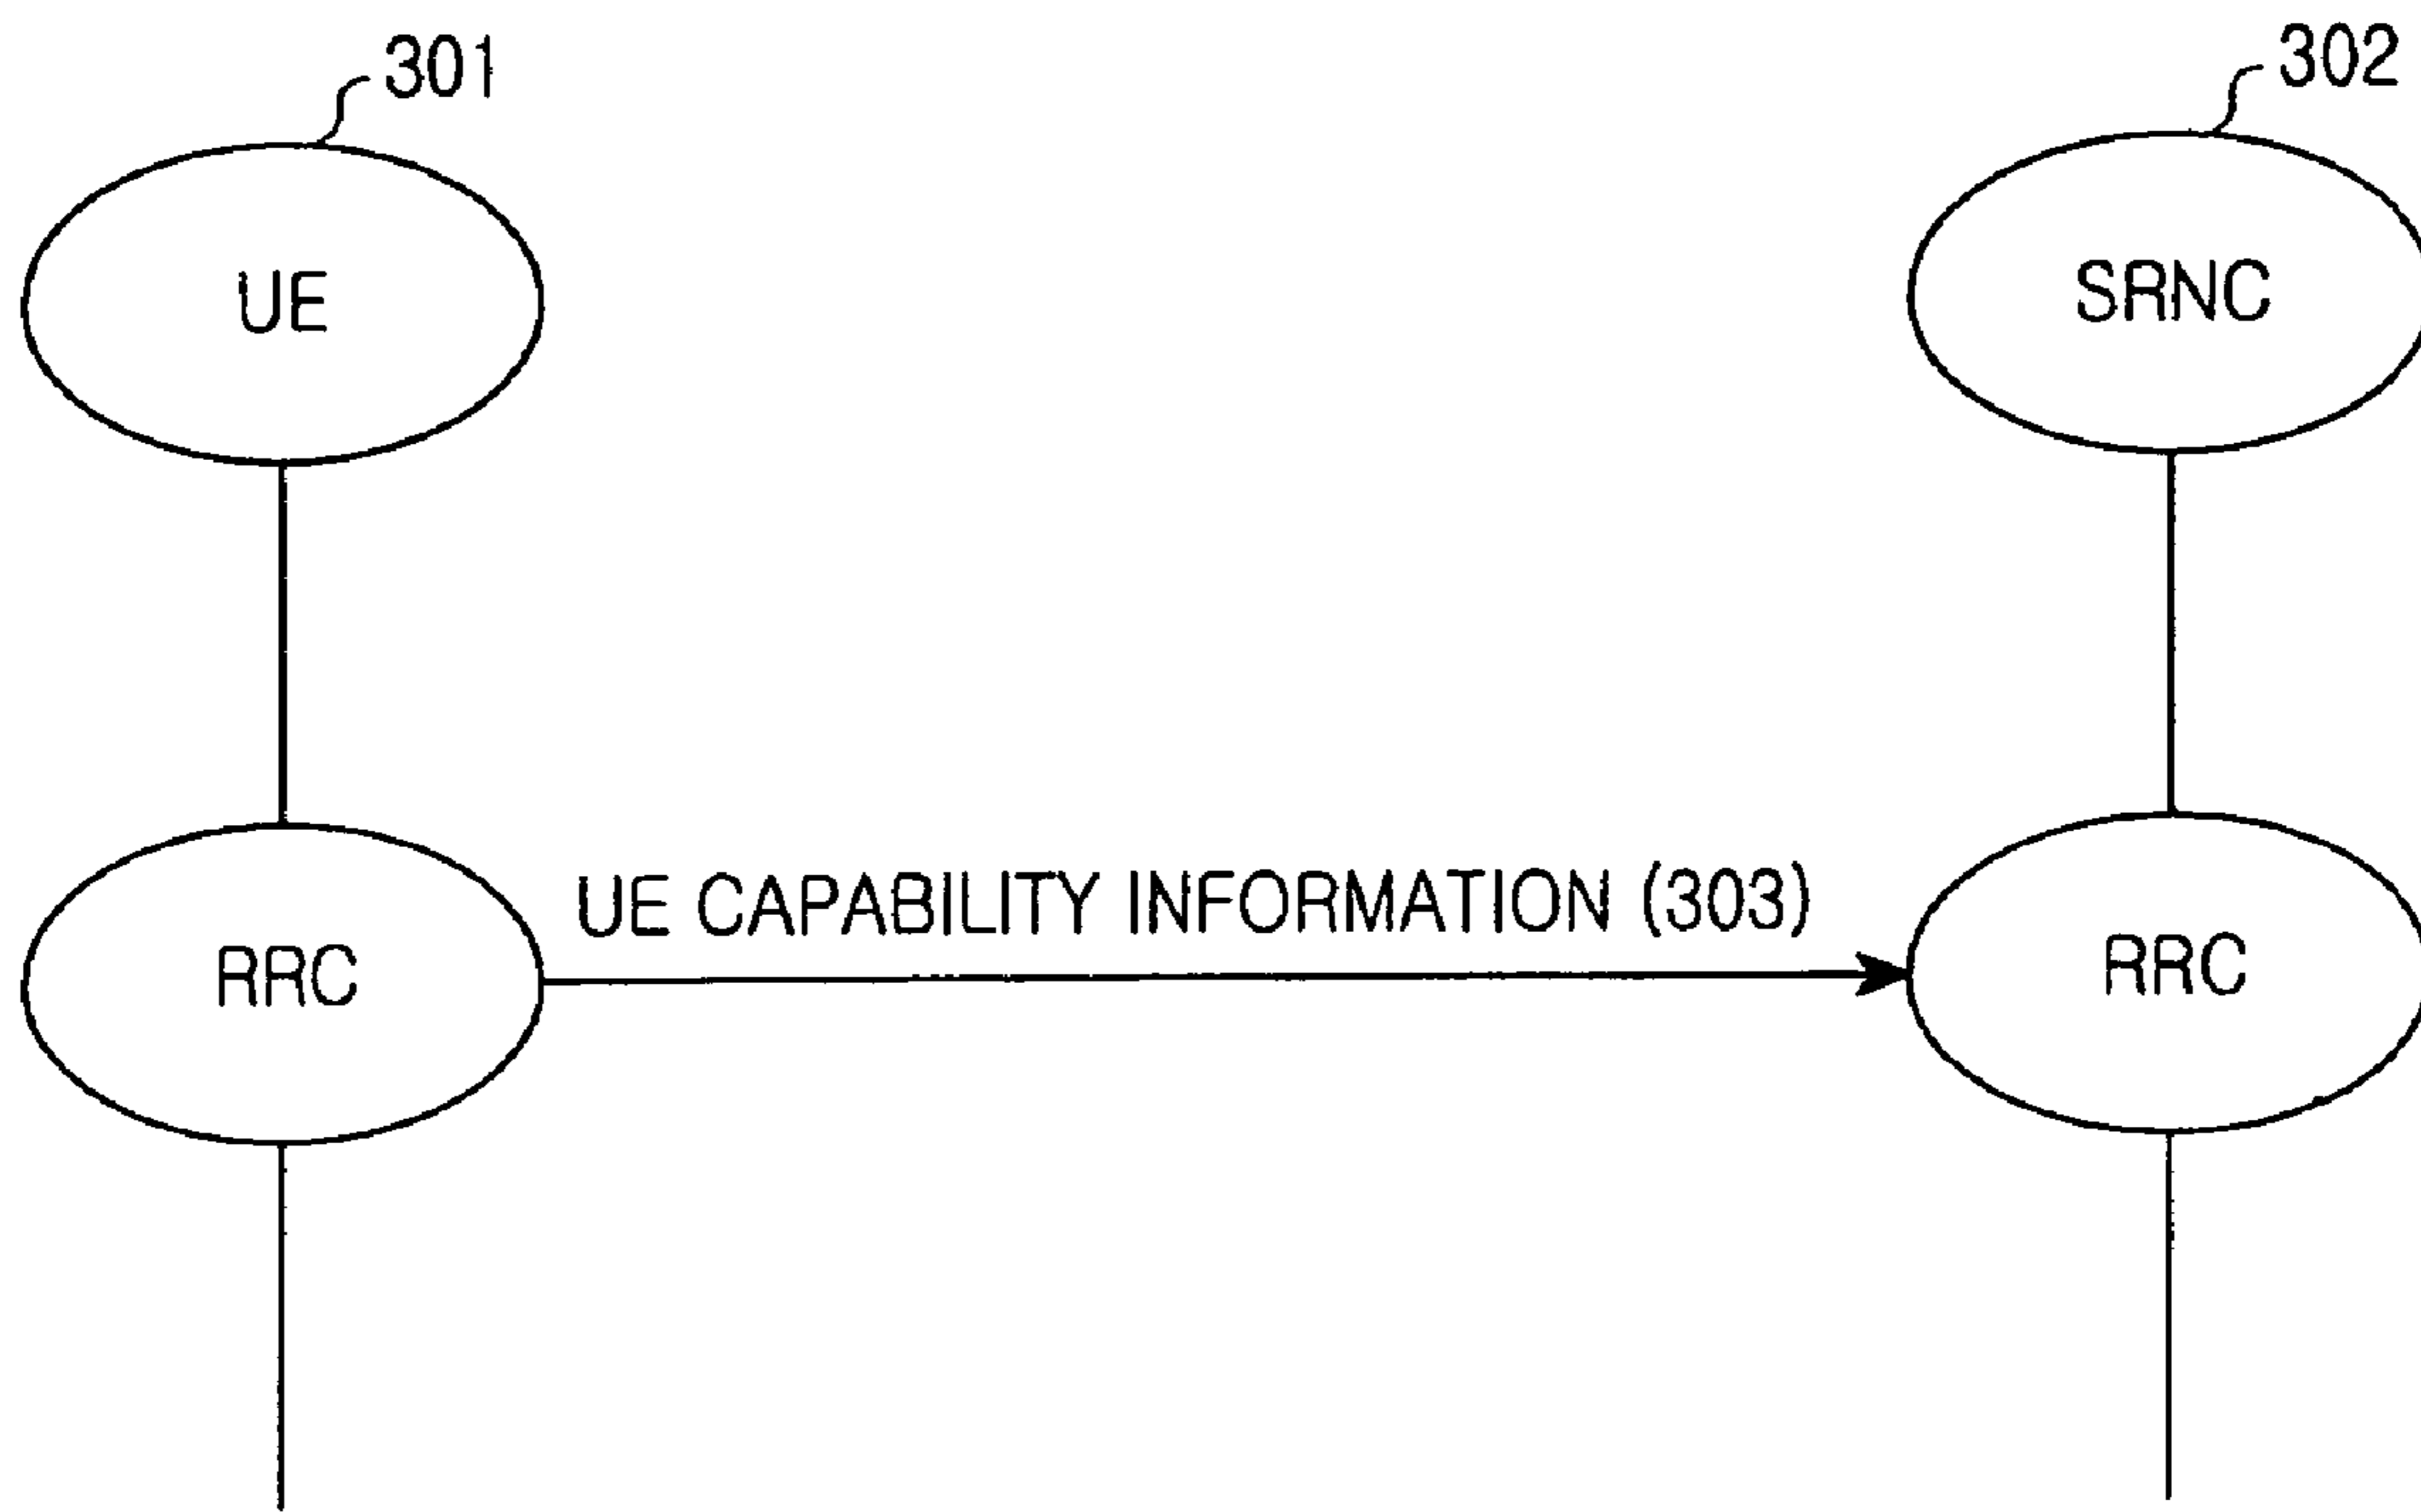 301
302
UE
SRNC
UE CAPABILITY INFORMATION (303)
RRC
RRC